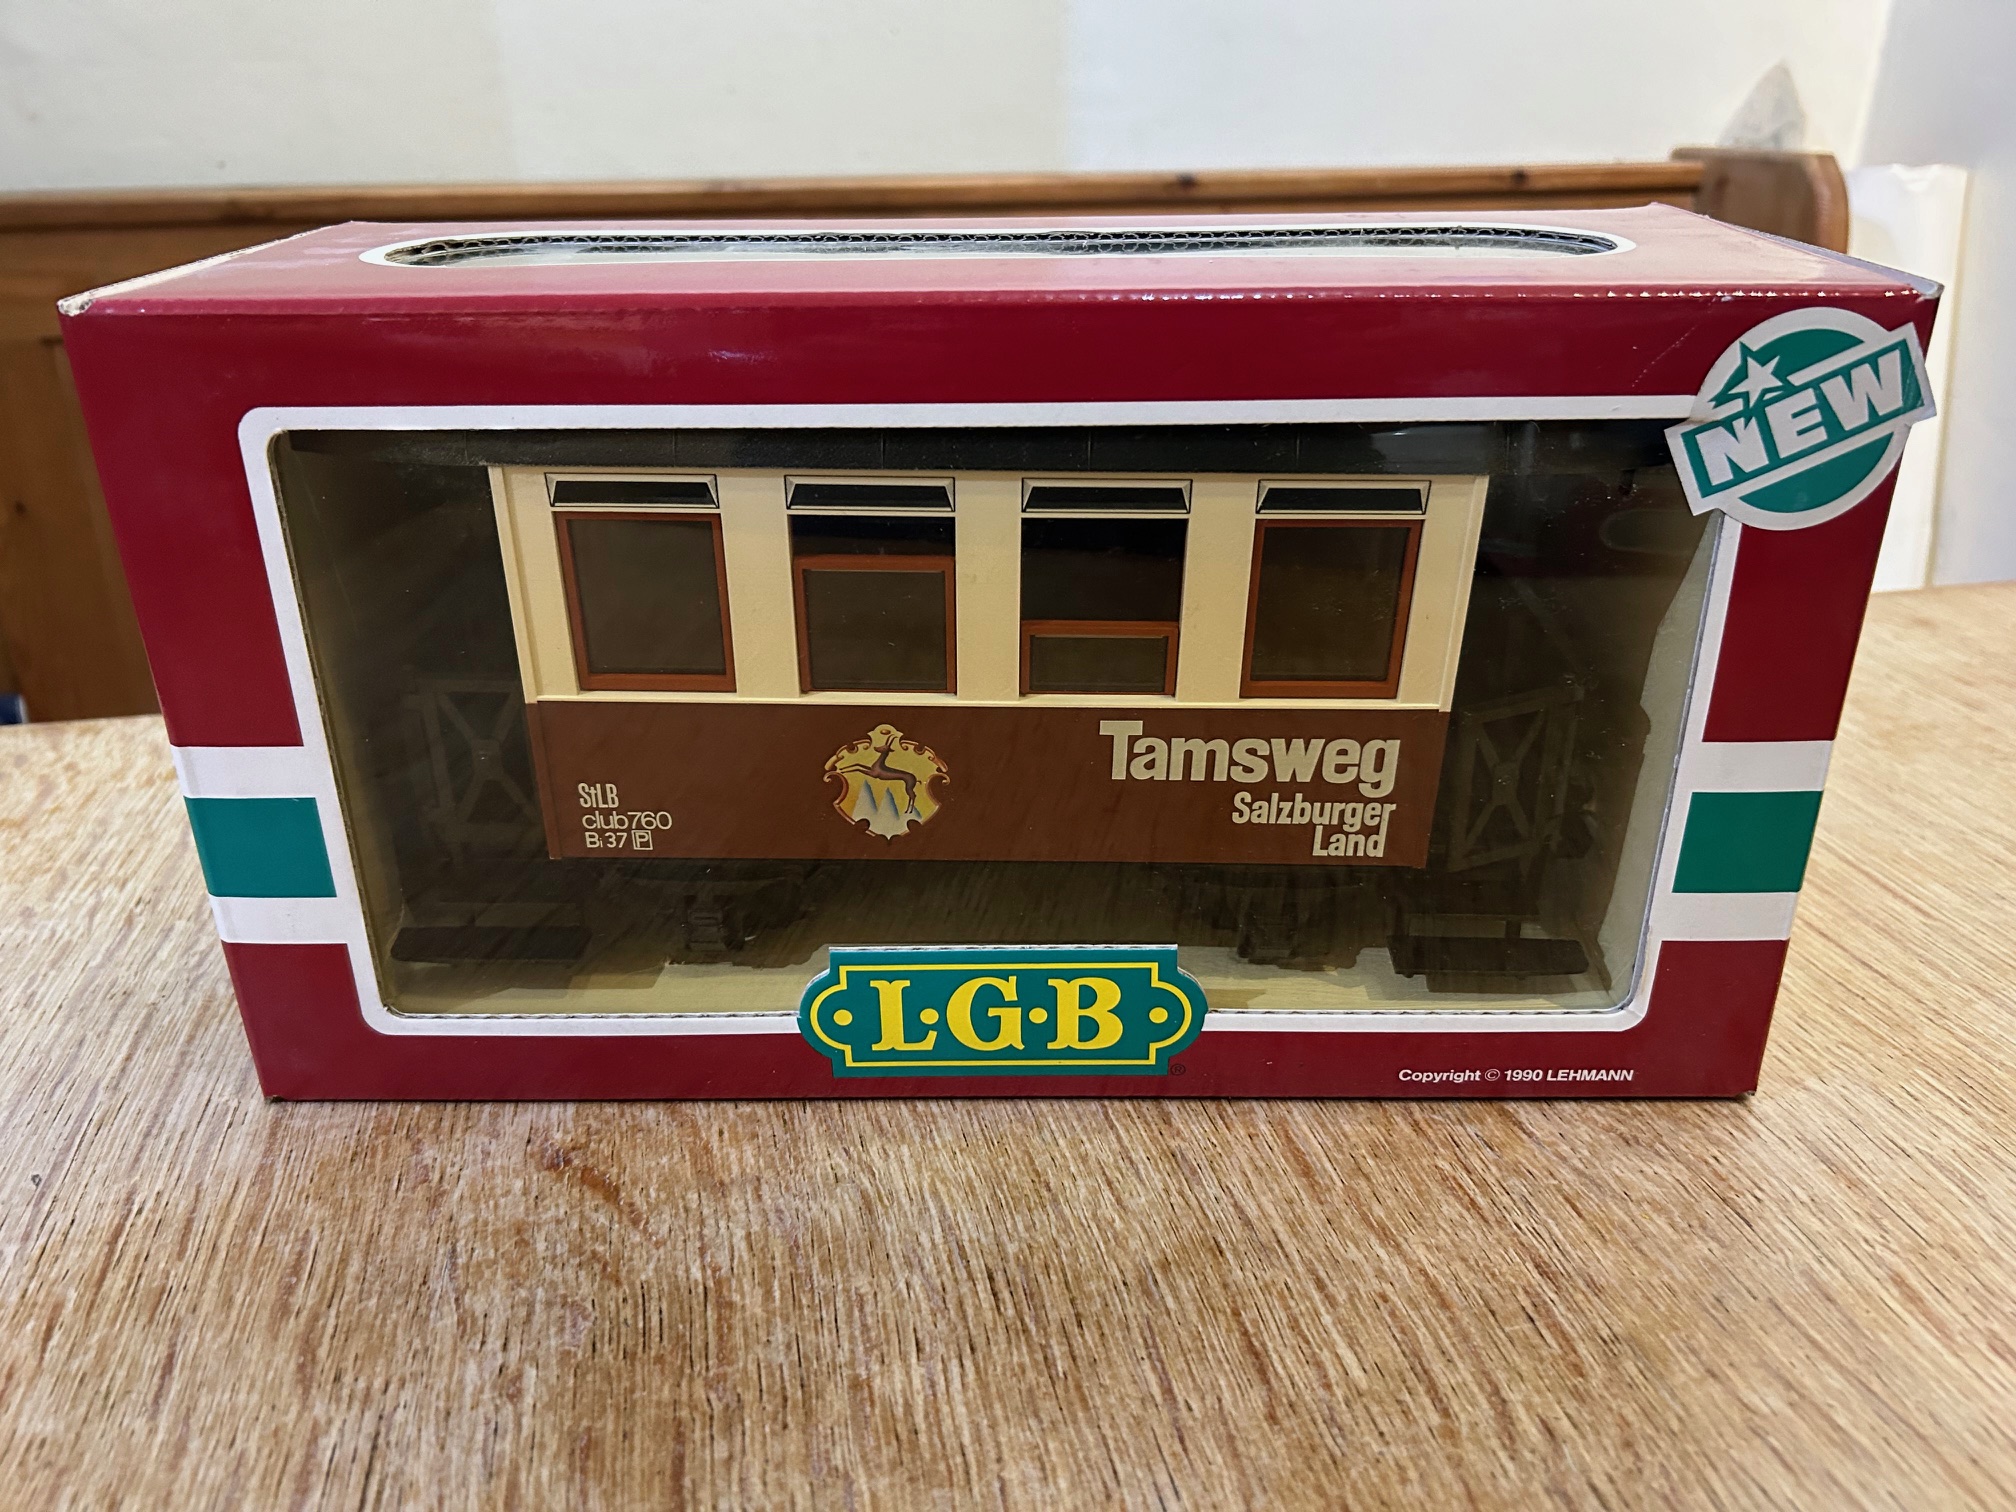 NEW
Tamsweg
Salzburger
Land
StLB
club760
Bi 37 P
L·G·B
®
Copyright © 1990 LEHMANN